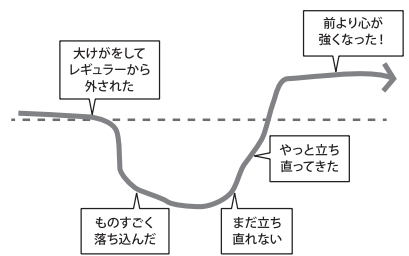 大けがをして
レギュラーから
外された
ものすごく
落ち込んだ
まだ立ち
直れない
やっと立ち
直ってきた
前より心が
強くなった！